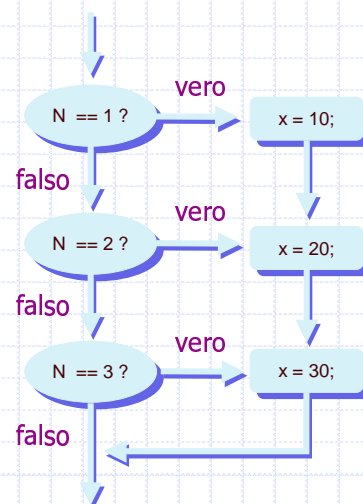 vero
N == 1 ?
x = 10;
falso
vero
N == 2 ?
x = 20;
falso
vero
N == 3 ?
x = 30;
falso